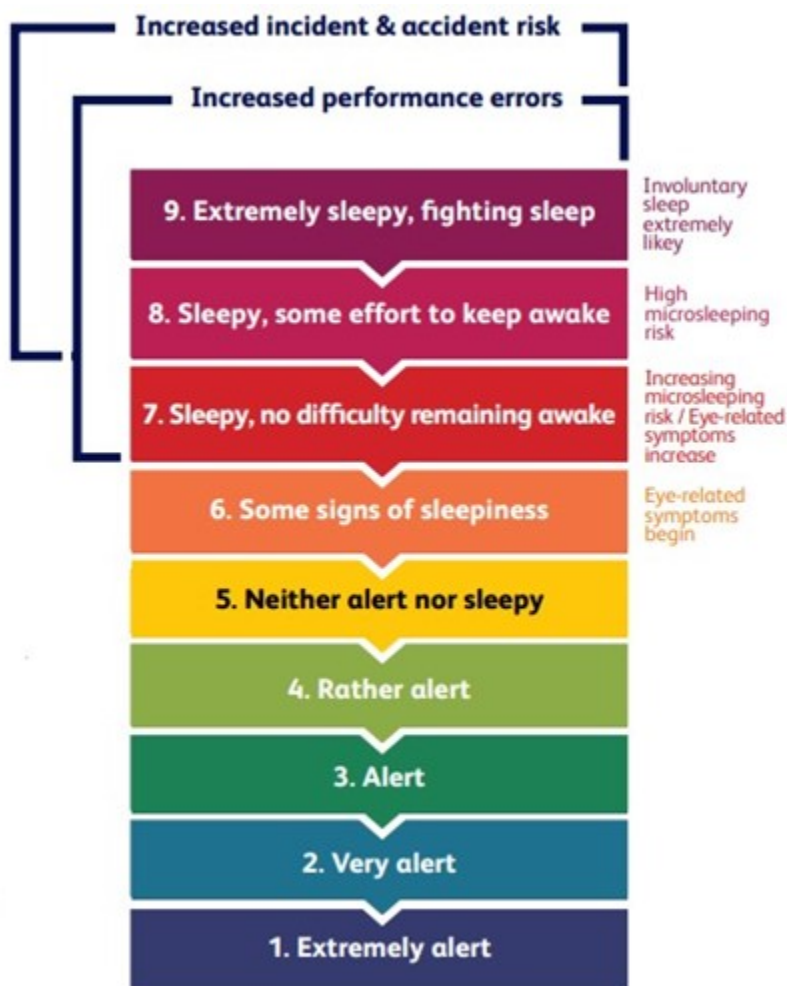 Increased incident & accident risk
Increased performance errors
9. Extremely sleepy, fighting sleep
Involuntary
sleep
extremely
likey
8. Sleepy, some effort to keep awake
High
microsleeping
risk
7. Sleepy, no difficulty remaining awake
Increasing
microsleeping
risk / Eye-related
symptoms
increase
6. Some signs of sleepiness
Eye-related
symptoms
begin
5. Neither alert nor sleepy
4. Rather alert
3. Alert
2. Very alert
1. Extremely alert